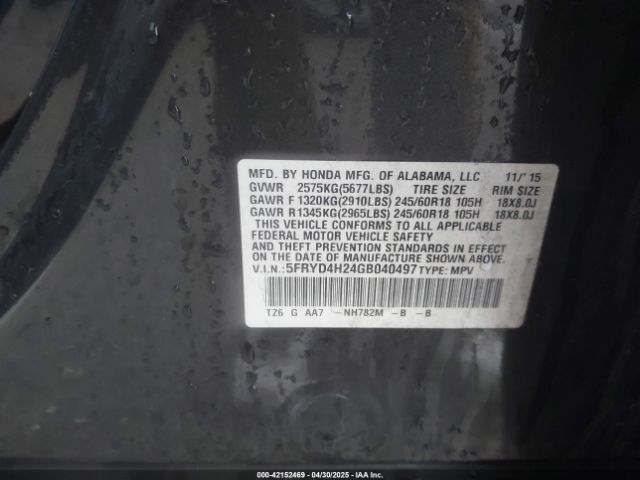 MFD. BY HONDA MFG. OF ALABAMA, LLC 11/'15
GVWR 2575KG(5677LBS) TIRE SIZE RIM SIZE
GAWR F 1320KG(2910LBS) 245/60R18 105H 18X8.0J
GAWR R1345KG(2965LBS) 245/60R18 105H 18X8.0J
THIS VEHICLE CONFORMS TO ALL APPLICABLE
FEDERAL MOTOR VEHICLE SAFETY
AND THEFT PREVENTION STANDARDS IN EFFECT
ON THE DATE OF MANUFACTURE SHOWN ABOVE.
V.I.N.: 5FRYD4H24GB040497 TYPE: MPV
TZ6 G AA7 -NH782M -B -B
000-42152469 - 04/30/2025 - IAA Inc.